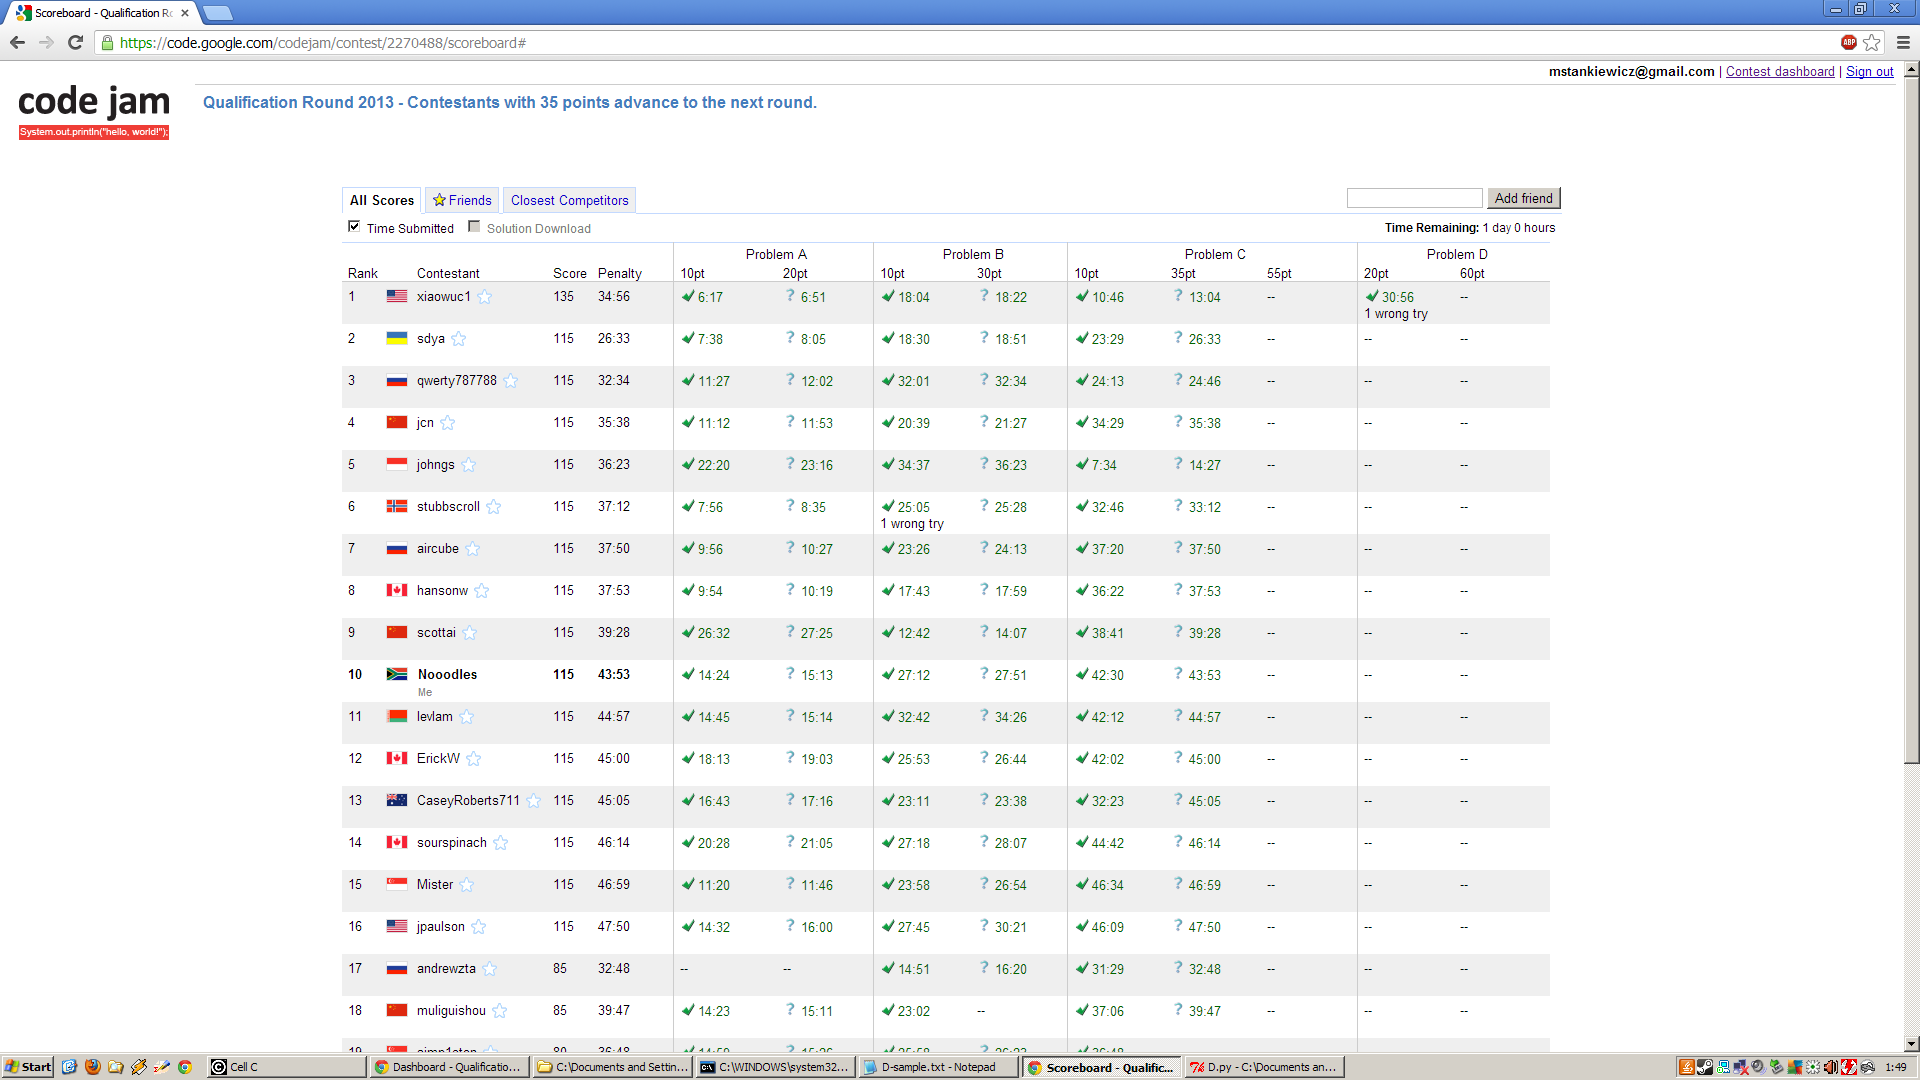 Scoreboard - Qualification Ro
https://code.google.com/codejam/contest/2270488/scoreboard#
ABP
mstankiewicz@gmail.com | Contest dashboard | Sign out
code jam
System.out.println("hello, world!");
Qualification Round 2013 - Contestants with 35 points advance to the next round.
All Scores Friends Closest Competitors Add friend
Time Submitted Solution Download Time Remaining: 1 day 0 hours
Problem A Problem B Problem C Problem D
Rank Contestant Score Penalty 10pt 20pt 10pt 30pt 10pt 35pt 55pt 20pt 60pt
1 xiaowuc1 135 34:56 6:17 ? 6:51 18:04 ? 18:22 10:46 ? 13:04 -- 30:56 --
1 wrong try
2 sdya 115 26:33 7:38 ? 8:05 18:30 ? 18:51 23:29 ? 26:33 -- -- --
3 qwerty787788 115 32:34 11:27 ? 12:02 32:01 ? 32:34 24:13 ? 24:46 -- -- --
4 jcn 115 35:38 11:12 ? 11:53 20:39 ? 21:27 34:29 ? 35:38 -- -- --
5 johngs 115 36:23 22:20 ? 23:16 34:37 ? 36:23 7:34 ? 14:27 -- -- --
6 stubbscroll 115 37:12 7:56 ? 8:35 25:05 ? 25:28 32:46 ? 33:12 -- -- --
1 wrong try
7 aircube 115 37:50 9:56 ? 10:27 23:26 ? 24:13 37:20 ? 37:50 -- -- --
8 hansonw 115 37:53 9:54 ? 10:19 17:43 ? 17:59 36:22 ? 37:53 -- -- --
9 scottai 115 39:28 26:32 ? 27:25 12:42 ? 14:07 38:41 ? 39:28 -- -- --
10 Nooodles 115 43:53 14:24 ? 15:13 27:12 ? 27:51 42:30 ? 43:53 -- -- --
Me
11 levlam 115 44:57 14:45 ? 15:14 32:42 ? 34:26 42:12 ? 44:57 -- -- --
12 ErickW 115 45:00 18:13 ? 19:03 25:53 ? 26:44 42:02 ? 45:00 -- -- --
13 CaseyRoberts711 115 45:05 16:43 ? 17:16 23:11 ? 23:38 32:23 ? 45:05 -- -- --
14 sourspinach 115 46:14 20:28 ? 21:05 27:18 ? 28:07 44:42 ? 46:14 -- -- --
15 Mister 115 46:59 11:20 ? 11:46 23:58 ? 26:54 46:34 ? 46:59 -- -- --
16 jpaulson 115 47:50 14:32 ? 16:00 27:45 ? 30:21 46:09 ? 47:50 -- -- --
17 andrewzta 85 32:48 -- -- 14:51 ? 16:20 31:29 ? 32:48 -- -- --
18 muliguishou 85 39:47 14:23 ? 15:11 23:02 -- 37:06 ? 39:47 -- -- --
Start Cell C Dashboard - Qualificatio... C:\Documents and Settin... C:\WINDOWS\system32... D-sample.txt - Notepad Scoreboard - Qualific... D.py - C:\Documents an... 1:49